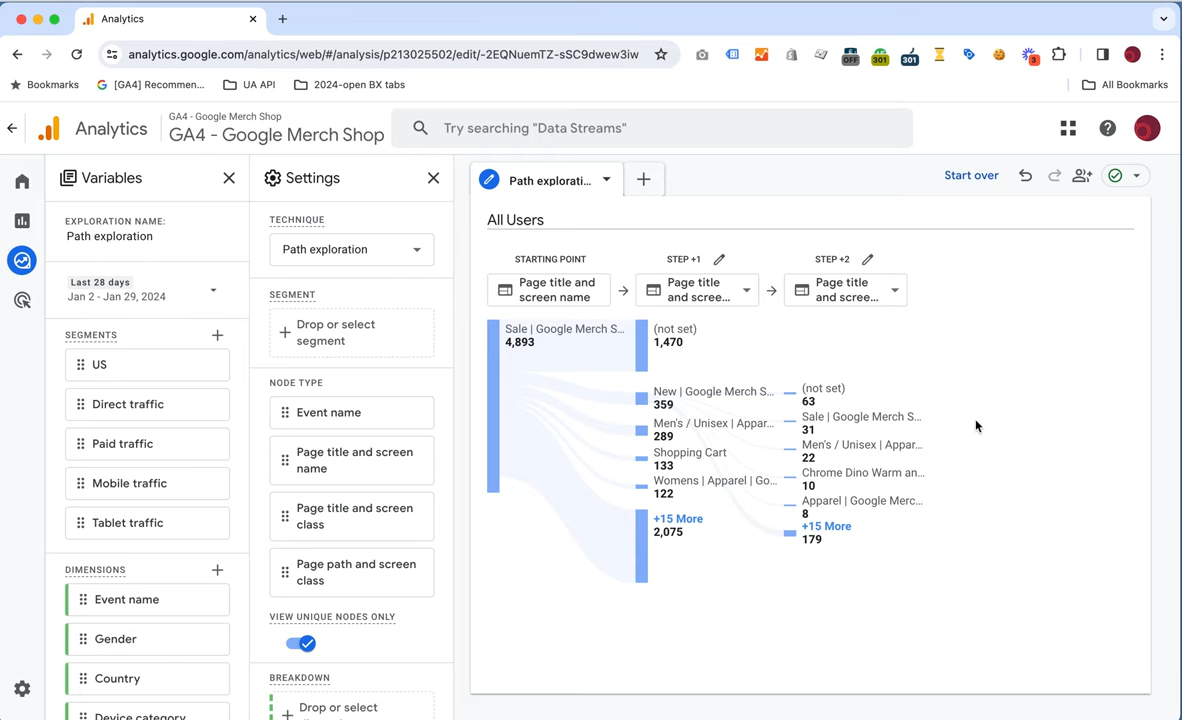 Analytics
analytics.google.com/analytics/web/#/analysis/p213025502/edit/-2EQNuemTZ-sSC9dwew3iw
OFF
301
301
3
Bookmarks
[GA4] Recommen...
UA API
2024-open BX tabs
All Bookmarks
Analytics
GA4 - Google Merch Shop
GA4 - Google Merch Shop
Try searching "Data Streams"
Variables
EXPLORATION NAME:
Path exploration
Last 28 days
Jan 2 - Jan 29, 2024
SEGMENTS
US
Direct traffic
Paid traffic
Mobile traffic
Tablet traffic
DIMENSIONS
Event name
Gender
Country
Device category
Settings
TECHNIQUE
Path exploration
SEGMENT
Drop or select
segment
NODE TYPE
Event name
Page title and screen
name
Page title and screen
class
Page path and screen
class
VIEW UNIQUE NODES ONLY
BREAKDOWN
Drop or select
Path explorati...
Start over
All Users
STARTING POINT
Page title and
screen name
STEP +1
Page title
and scree...
STEP +2
Page title
and scree...
Sale | Google Merch S...
4,893
(not set)
1,470
New | Google Merch S...
359
Men's / Unisex | Appar...
289
Shopping Cart
133
Womens | Apparel | Go...
122
+15 More
2,075
(not set)
63
Sale | Google Merch S...
31
Men's / Unisex | Appar...
22
Chrome Dino Warm an...
10
Apparel | Google Merc...
8
+15 More
179